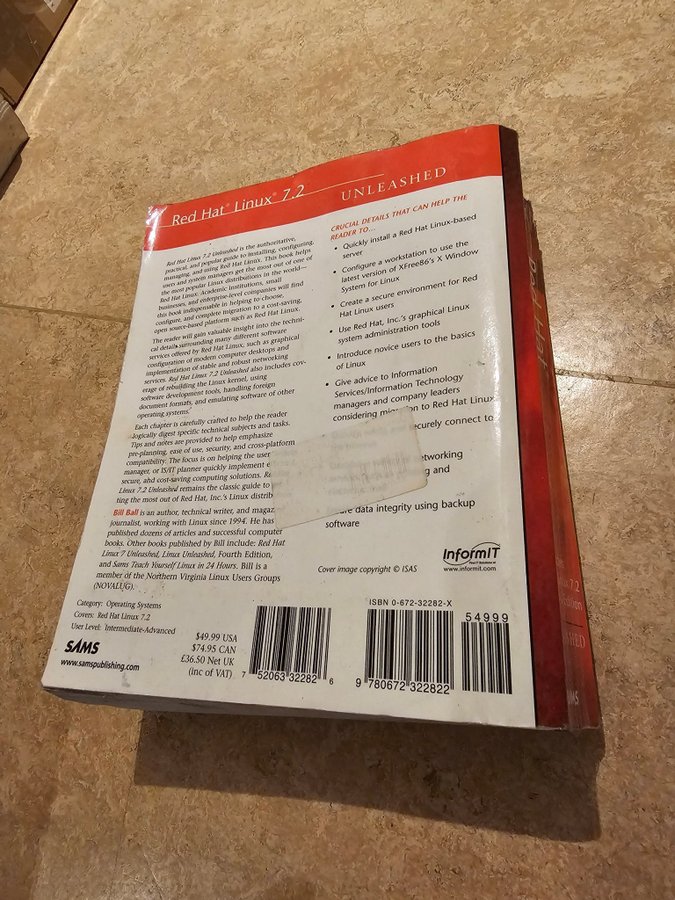 Red Hat® Linux® 7.2
UNLEASHED
Red Hat Linux 7.2 Unleashed is the authoritative,
practical, and popular guide to installing, configuring,
managing, and using Red Hat Linux. This book helps
users and system managers get the most out of one of
the most popular Linux distributions in the world—
Red Hat Linux. Academic institutions, small
businesses, and enterprise-level companies will find
this book indispensable in helping to choose,
configure, and complete migration to a cost-saving,
open source-based platform such as Red Hat Linux.
The reader will gain valuable insight into the techni-
cal details surrounding many different software
services offered by Red Hat Linux, such as graphical
configuration of modern computer desktops and
implementation of stable and robust networking
services. Red Hat Linux 7.2 Unleashed also includes cov-
erage of rebuilding the Linux kernel, using
software development tools, handling foreign
document formats, and emulating software of other
operating systems.
Each chapter is carefully crafted to help the reader
logically digest specific technical subjects and tasks.
Tips and notes are provided to help emphasize
pre-planning, ease of use, security, and cross-platform
compatibility. The focus is on helping the user,
manager, or IS/IT planner quickly implement
secure, and cost-saving computing solutions.
Linux 7.2 Unleashed remains the classic guide to
ting the most out of Red Hat, Inc.'s Linux
Bill Ball is an author, technical writer, and
journalist, working with Linux since 1994. He has
published dozens of articles and successful computer
books. Other books published by Bill include: Red Hat
Linux 7 Unleashed, Linux Unleashed, Fourth Edition,
and Sams Teach Yourself Linux in 24 Hours. Bill is a
member of the Northern Virginia Linux Users Groups
(NOVALUG)
CRUCIAL DETAILS THAT CAN HELP THE
READER TO...
• Quickly install a Red Hat Linux-based
server
• Configure a workstation to use the
latest version of XFree86's X Window
System for Linux
• Create a secure environment for Red
Hat Linux users
• Use Red Hat, Inc.'s graphical Linux
system administration tools
• Introduce novice users to the basics
of Linux
• Give advice to Information
Services/Information Technology
managers and company leaders
considering migration to Red Hat Linux
securely connect to
and
data integrity using backup
software
InformIT
www.informit.com
Cover image copyright © ISAS
Category: Operating Systems
Covers: Red Hat Linux 7.2
User Level: Intermediate-Advanced
SAMS
www.samspublishing.com
$49.99 USA
$74.95 CAN
£36.50 Net UK
(inc of VAT)
7 52063 32282 6
ISBN 0-672-32282-X
54999
9 780672 322822
7.2